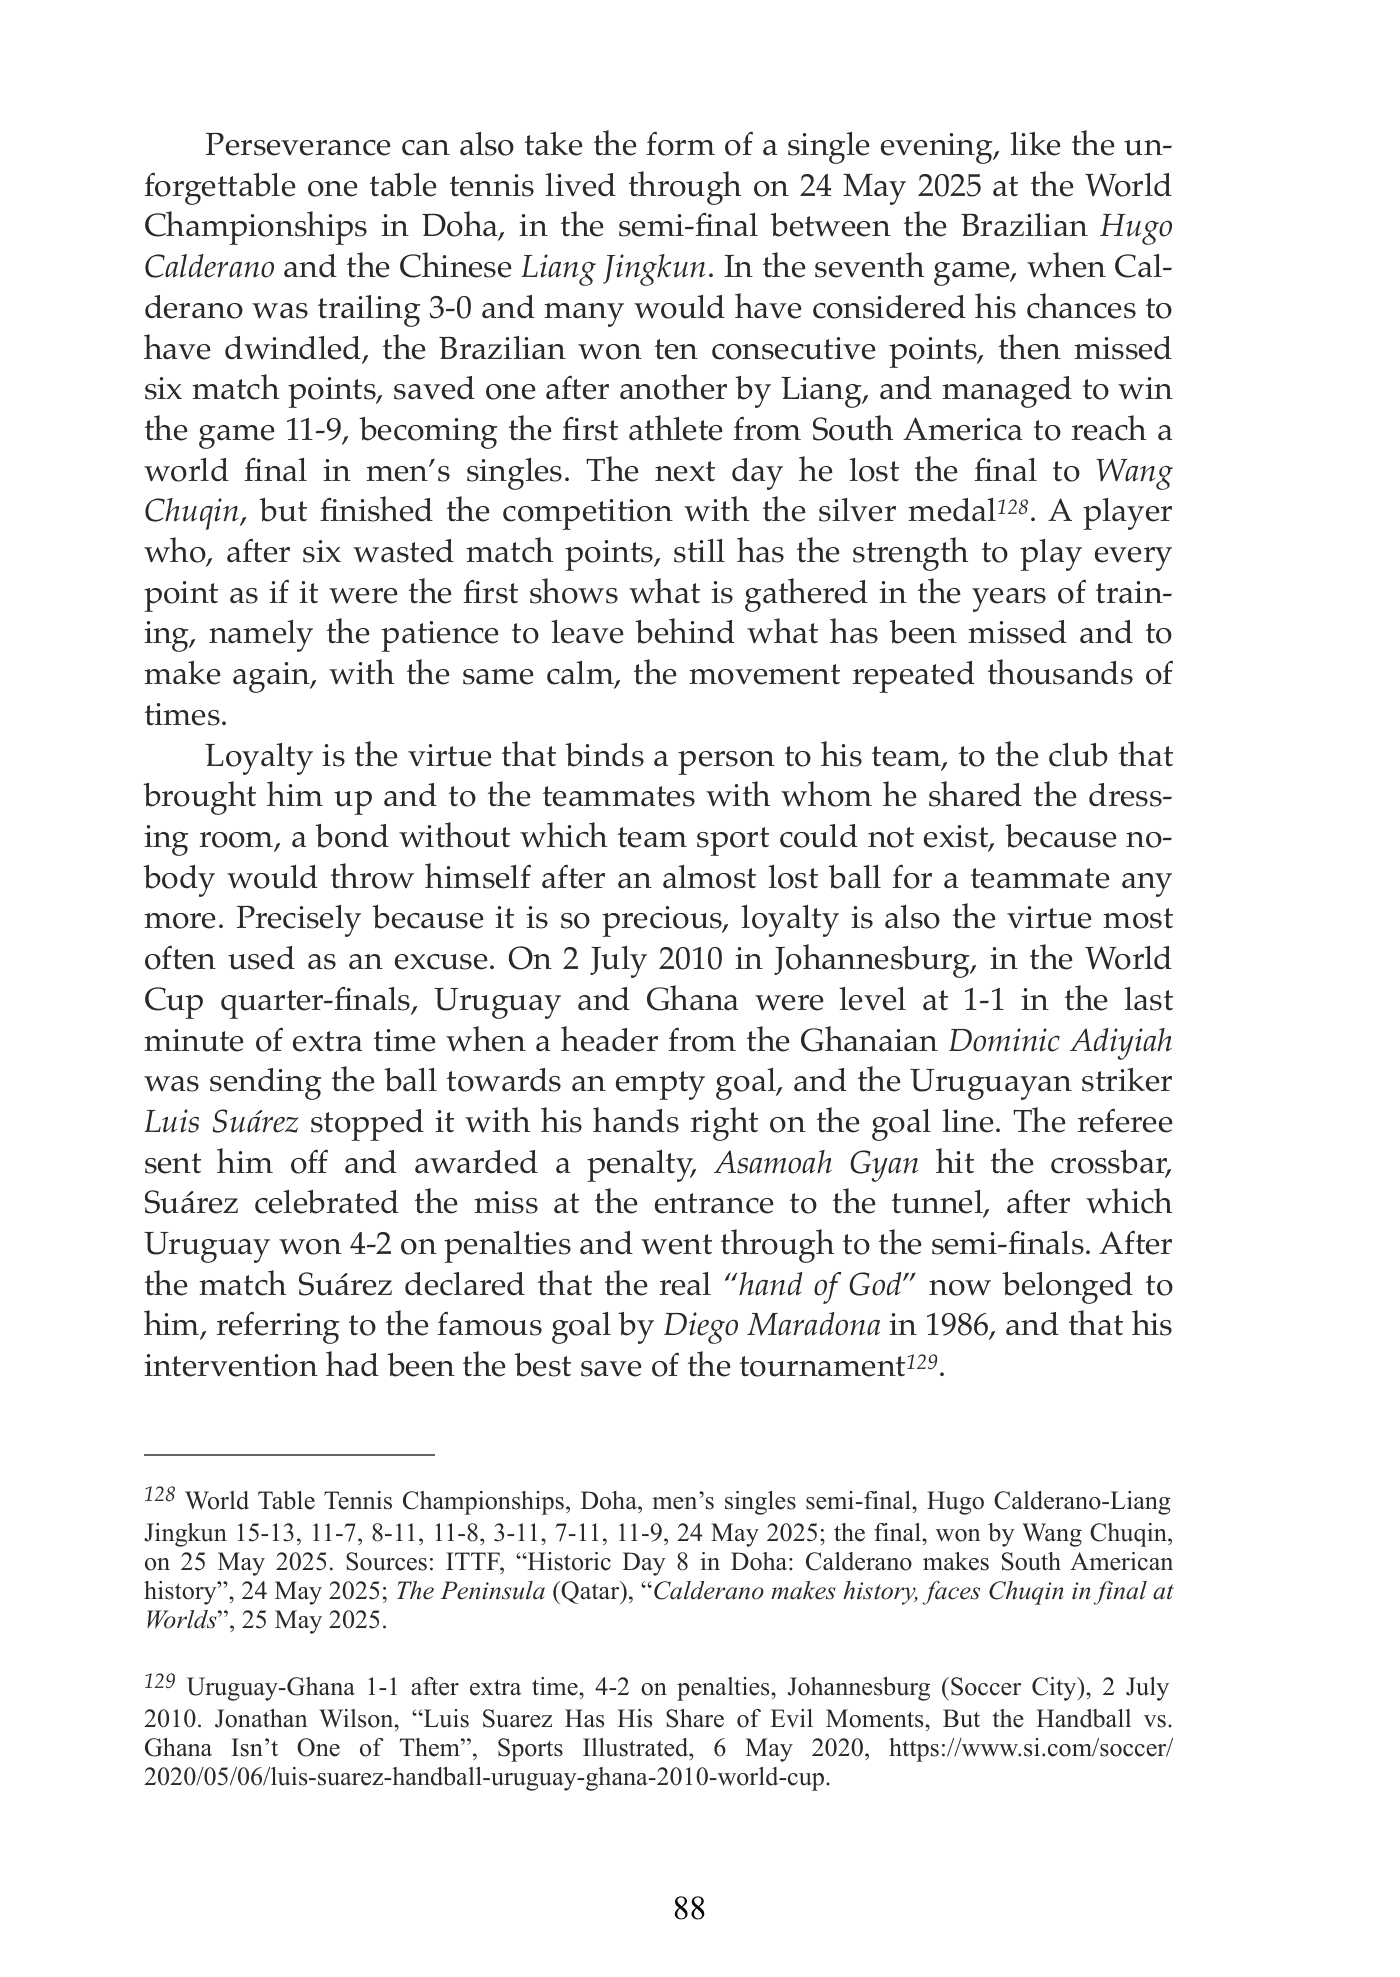 Perseverance can also take the form of a single evening, like the un-
forgettable one table tennis lived through on 24 May 2025 at the World
Championships in Doha, in the semi-final between the Brazilian Hugo
Calderano and the Chinese Liang Jingkun. In the seventh game, when Cal-
derano was trailing 3-0 and many would have considered his chances to
have dwindled, the Brazilian won ten consecutive points, then missed
six match points, saved one after another by Liang, and managed to win
the game 11-9, becoming the first athlete from South America to reach a
world final in men’s singles. The next day he lost the final to Wang
Chuqin, but finished the competition with the silver medal128. A player
who, after six wasted match points, still has the strength to play every
point as if it were the first shows what is gathered in the years of train-
ing, namely the patience to leave behind what has been missed and to
make again, with the same calm, the movement repeated thousands of
times.
Loyalty is the virtue that binds a person to his team, to the club that
brought him up and to the teammates with whom he shared the dress-
ing room, a bond without which team sport could not exist, because no-
body would throw himself after an almost lost ball for a teammate any
more. Precisely because it is so precious, loyalty is also the virtue most
often used as an excuse. On 2 July 2010 in Johannesburg, in the World
Cup quarter-finals, Uruguay and Ghana were level at 1-1 in the last
minute of extra time when a header from the Ghanaian Dominic Adiyiah
was sending the ball towards an empty goal, and the Uruguayan striker
Luis Suárez stopped it with his hands right on the goal line. The referee
sent him off and awarded a penalty, Asamoah Gyan hit the crossbar,
Suárez celebrated the miss at the entrance to the tunnel, after which
Uruguay won 4-2 on penalties and went through to the semi-finals. After
the match Suárez declared that the real “hand of God” now belonged to
him, referring to the famous goal by Diego Maradona in 1986, and that his
intervention had been the best save of the tournament129.
128 World Table Tennis Championships, Doha, men’s singles semi-final, Hugo Calderano-Liang
Jingkun 15-13, 11-7, 8-11, 11-8, 3-11, 7-11, 11-9, 24 May 2025; the final, won by Wang Chuqin,
on 25 May 2025. Sources: ITTF, “Historic Day 8 in Doha: Calderano makes South American
history”, 24 May 2025; The Peninsula (Qatar), “Calderano makes history, faces Chuqin in final at
Worlds”, 25 May 2025.
129 Uruguay-Ghana 1-1 after extra time, 4-2 on penalties, Johannesburg (Soccer City), 2 July
2010. Jonathan Wilson, “Luis Suarez Has His Share of Evil Moments, But the Handball vs.
Ghana Isn’t One of Them”, Sports Illustrated, 6 May 2020, https://www.si.com/soccer/
2020/05/06/luis-suarez-handball-uruguay-ghana-2010-world-cup.
88